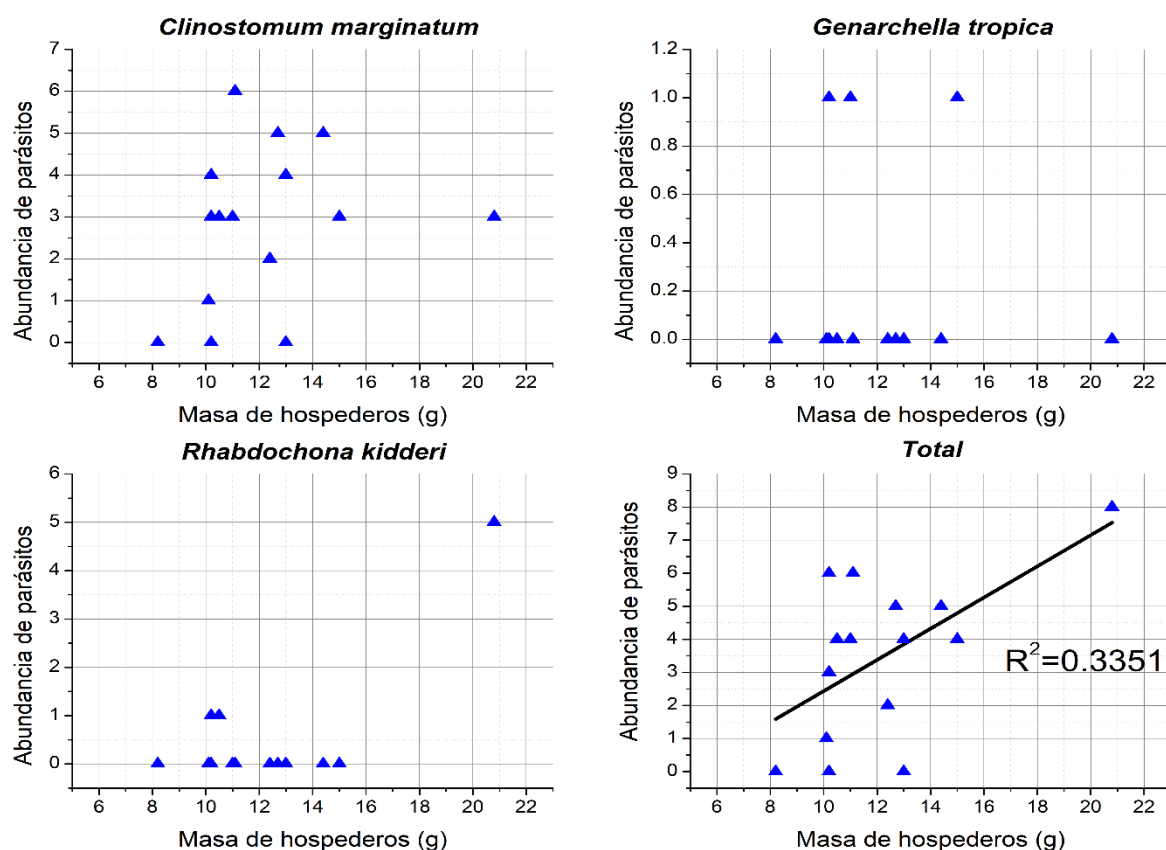 Clinostomum marginatum
7
6
5
4
3
2
1
0
Abundancia de parásitos
6 8 10 12 14 16 18 20 22
Masa de hospederos (g)
Genarchella tropica
1.2
1.0
0.8
0.6
0.4
0.2
0.0
Abundancia de parásitos
6 8 10 12 14 16 18 20 22
Masa de hospederos (g)
Rhabdochona kidderi
6
5
4
3
2
1
0
Abundancia de parásitos
6 8 10 12 14 16 18 20 22
Masa de hospederos (g)
Total
9
8
7
6
5
4
3
2
1
0
Abundancia de parásitos
R²=0.3351
6 8 10 12 14 16 18 20 22
Masa de hospederos (g)